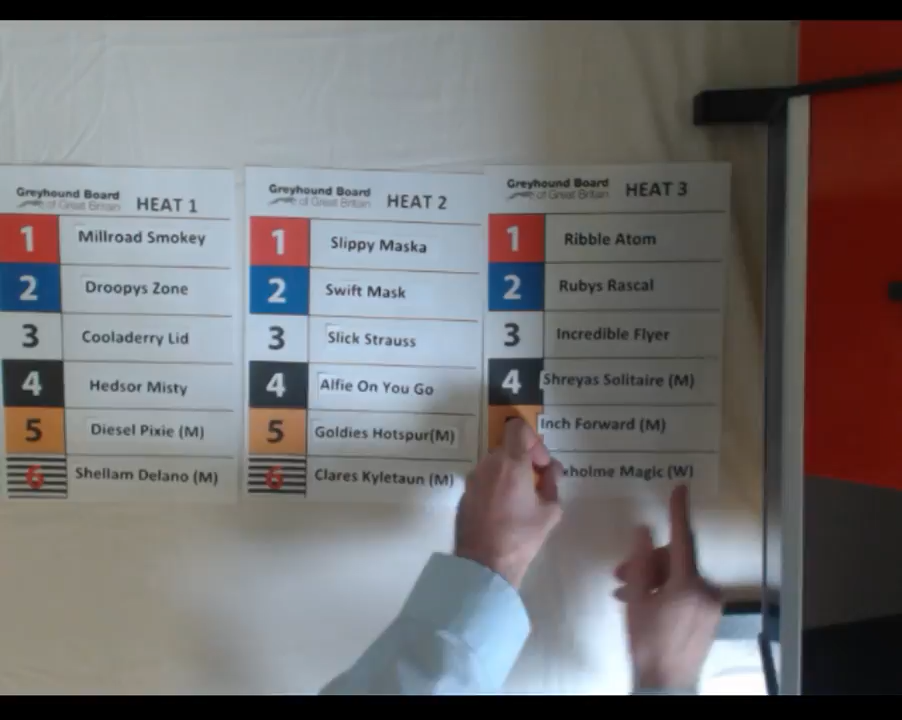 Greyhound Board
of Great Britain
HEAT 1
1 Millroad Smokey
2 Droopys Zone
3 Cooladerry Lid
4 Hedsor Misty
5 Diesel Pixie (M)
6 Shellam Delano (M)
Greyhound Board
of Great Britain
HEAT 2
1 Slippy Maska
2 Swift Mask
3 Slick Strauss
4 Alfie On You Go
5 Goldies Hotspur(M)
6 Clares Kyletaun (M)
Greyhound Board
of Great Britain
HEAT 3
1 Ribble Atom
2 Rubys Rascal
3 Incredible Flyer
4 Shreyas Solitaire (M)
Inch Forward (M)
Magic (W)